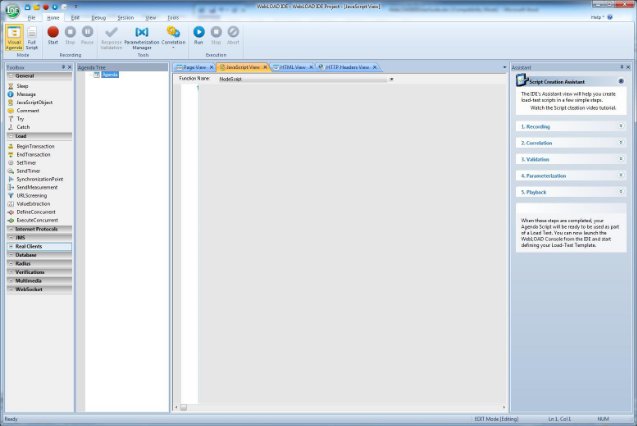 WebLOAD IDE - WebLOAD IDE Project - [JavaScript View]
File Home Edit Debug Session View Tools
Help
Visual Agenda Full Script Start Stop Pause Response Validation Parameterization Manager Correlation Run Stop Abort
Mode Recording Tools Execution
Toolbox
General
Sleep
Message
JavaScriptObject
Comment
Try
Catch
Load
BeginTransaction
EndTransaction
SetTimer
SendTimer
SynchronizationPoint
SendMeasurement
URLScreening
ValueExtraction
DefineConcurrent
ExecuteConcurrent
Internet Protocols
JMS
Real Clients
Database
Radius
Verifications
Multimedia
WebSocket
Agenda Tree
Agenda
Page View JavaScript View HTML View HTTP Headers View
Function Name: NodeScript
1
Assistant
Script Creation Assistant
The IDE's Assistant view will help you create
load-test scripts in a few simple steps.
Watch the Script creation video tutorial.
1. Recording
2. Correlation
3. Validation
4. Parameterization
5. Playback
When these steps are completed, your
Agenda Script will be ready to be used as part
of a Load Test. You can now launch the
WebLOAD Console from the IDE and start
defining your Load-Test Template.
Ready
EDIT Mode [Editing] Ln 1, Col 1 NUM